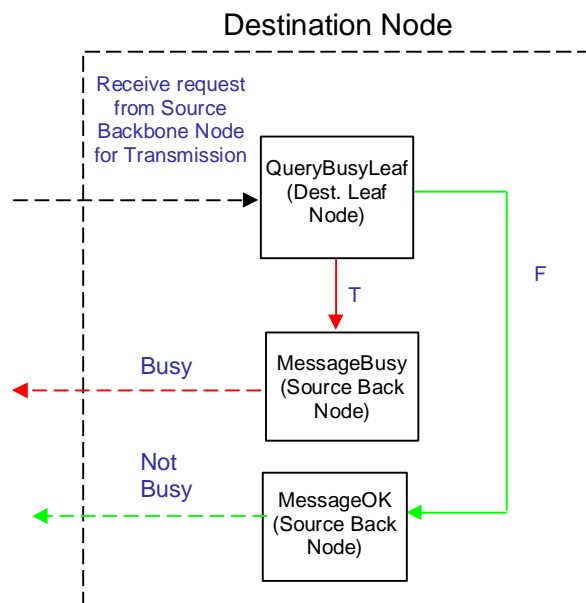 Destination Node
Receive request
from Source
Backbone Node
for Transmission
QueryBusyLeaf
(Dest. Leaf
Node)
T
F
Busy
MessageBusy
(Source Back
Node)
Not
Busy
MessageOK
(Source Back
Node)